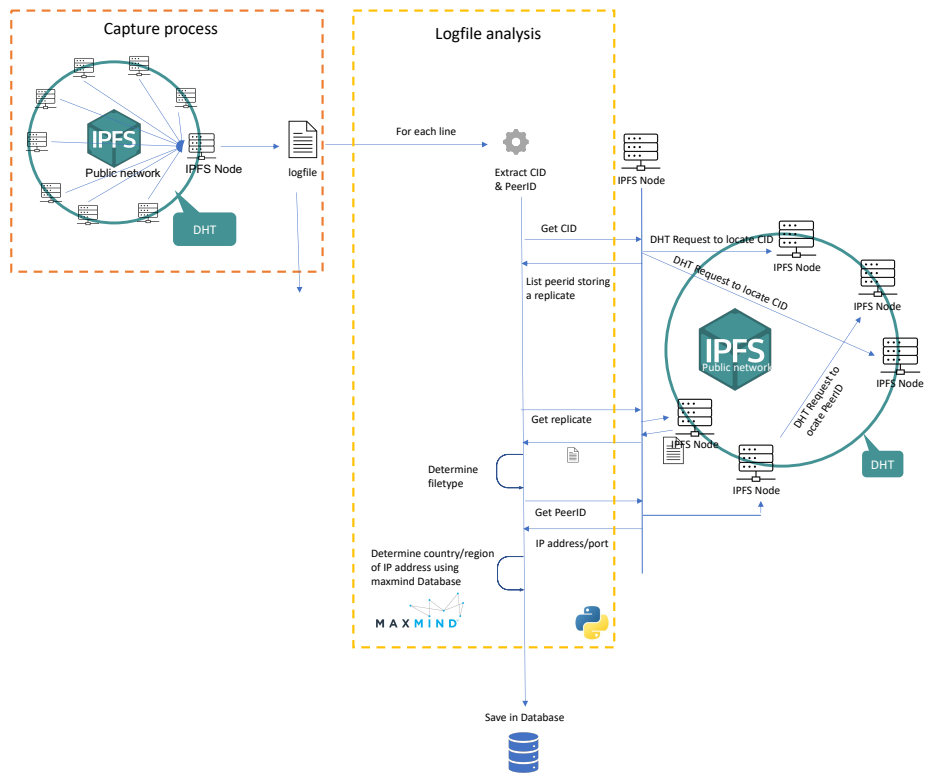 Capture process
Logfile analysis
IPFS
Public network
IPFS Node
logfile
DHT
For each line
Extract CID
& PeerID
IPFS Node
Get CID
DHT Request to locate CID
IPFS Node
List peerid storing
a replicate
DHT Request to locate CID
IPFS Node
IPFS
Public network
IPFS Node
DHT Request to
ocate PeerID
Get replicate
IPFS Node
Determine
filetype
DHT
IPFS Node
Get PeerID
IP address/port
Determine country/region
of IP address using
maxmind Database
MAXMIND
Save in Database